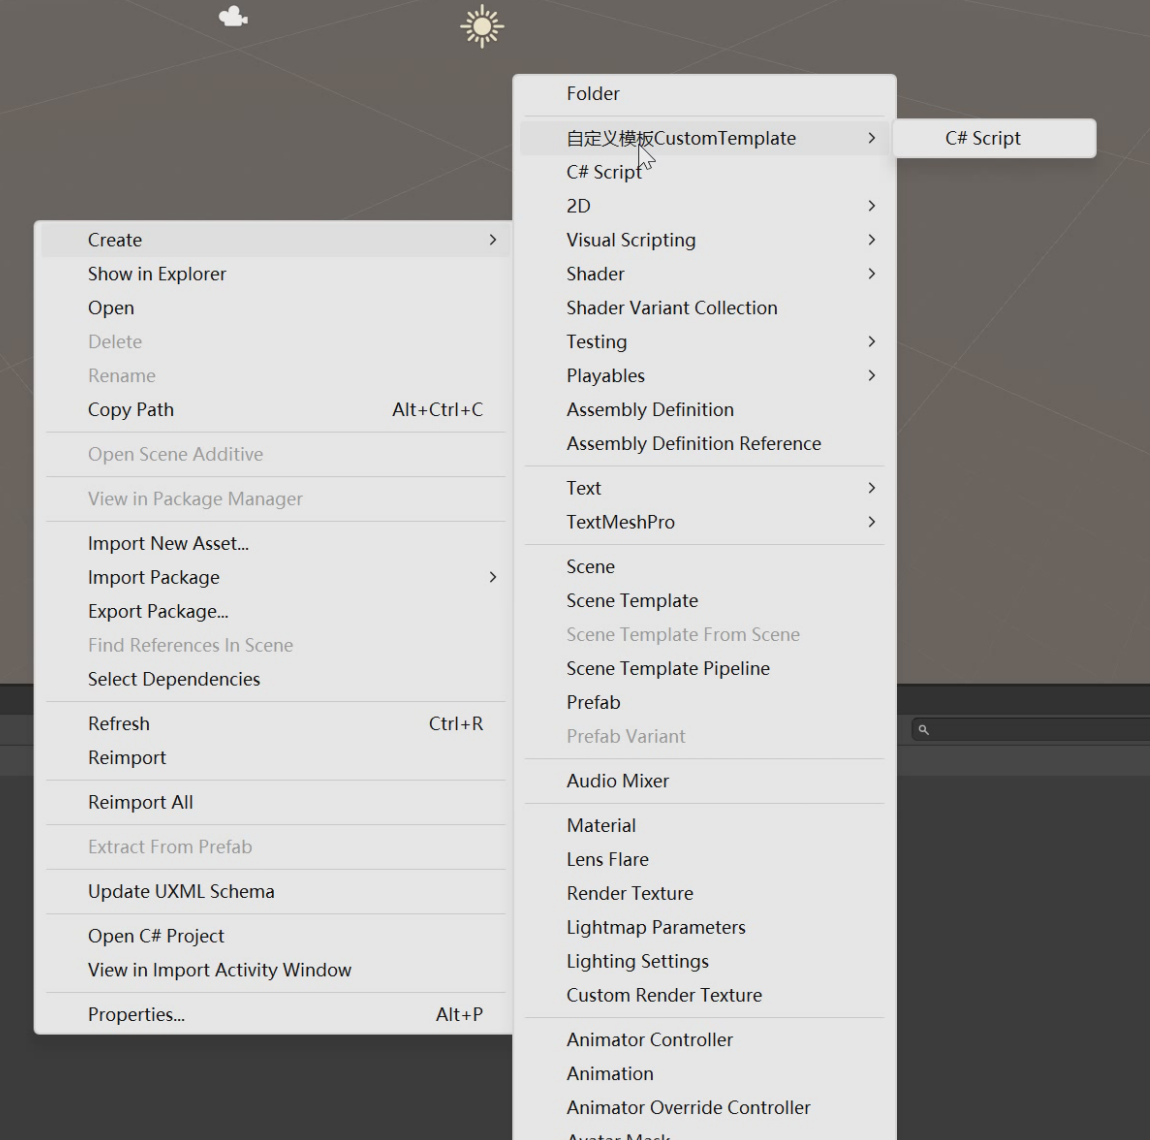 Create
Show in Explorer
Open
Delete
Rename
Copy Path Alt+Ctrl+C
Open Scene Additive
View in Package Manager
Import New Asset...
Import Package
Export Package...
Find References In Scene
Select Dependencies
Refresh Ctrl+R
Reimport
Reimport All
Extract From Prefab
Update UXML Schema
Open C# Project
View in Import Activity Window
Properties... Alt+P
Folder
自定义模板CustomTemplate
C# Script
2D
Visual Scripting
Shader
Shader Variant Collection
Testing
Playables
Assembly Definition
Assembly Definition Reference
Text
TextMeshPro
Scene
Scene Template
Scene Template From Scene
Scene Template Pipeline
Prefab
Prefab Variant
Audio Mixer
Material
Lens Flare
Render Texture
Lightmap Parameters
Lighting Settings
Custom Render Texture
Animator Controller
Animation
Animator Override Controller
Avatar Mask
C# Script